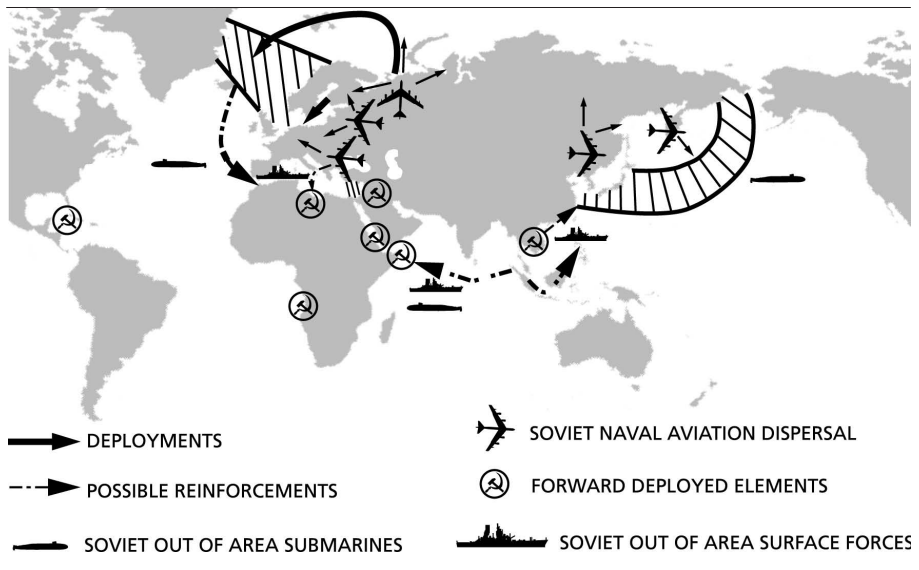 DEPLOYMENTS
POSSIBLE REINFORCEMENTS
SOVIET OUT OF AREA SUBMARINES
SOVIET NAVAL AVIATION DISPERSAL
FORWARD DEPLOYED ELEMENTS
SOVIET OUT OF AREA SURFACE FORCES